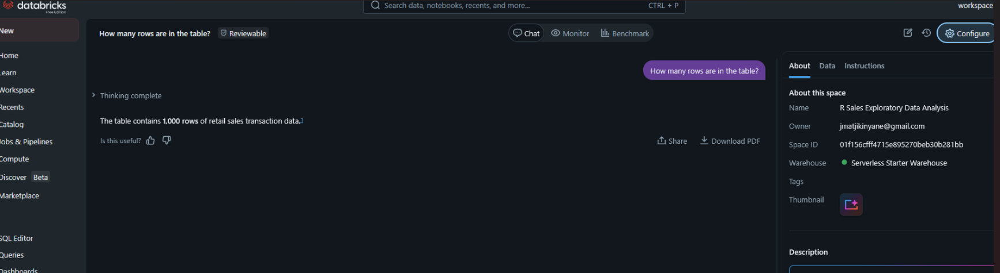 databricks
Free Edition
Search data, notebooks, recents, and more...
CTRL + P
workspace
New
Home
Learn
Workspace
Recents
Catalog
Jobs & Pipelines
Compute
Discover Beta
Marketplace
SQL Editor
Queries
Dashboards
How many rows are in the table? Reviewable
Chat Monitor Benchmark
Configure
How many rows are in the table?
Thinking complete
The table contains 1,000 rows of retail sales transaction data.1
Is this useful?
Share Download PDF
About Data Instructions
About this space
Name R Sales Exploratory Data Analysis
Owner jmatjikinyane@gmail.com
Space ID 01f156cfff4715e895270beb30b281bb
Warehouse Serverless Starter Warehouse
Tags
Thumbnail
Description